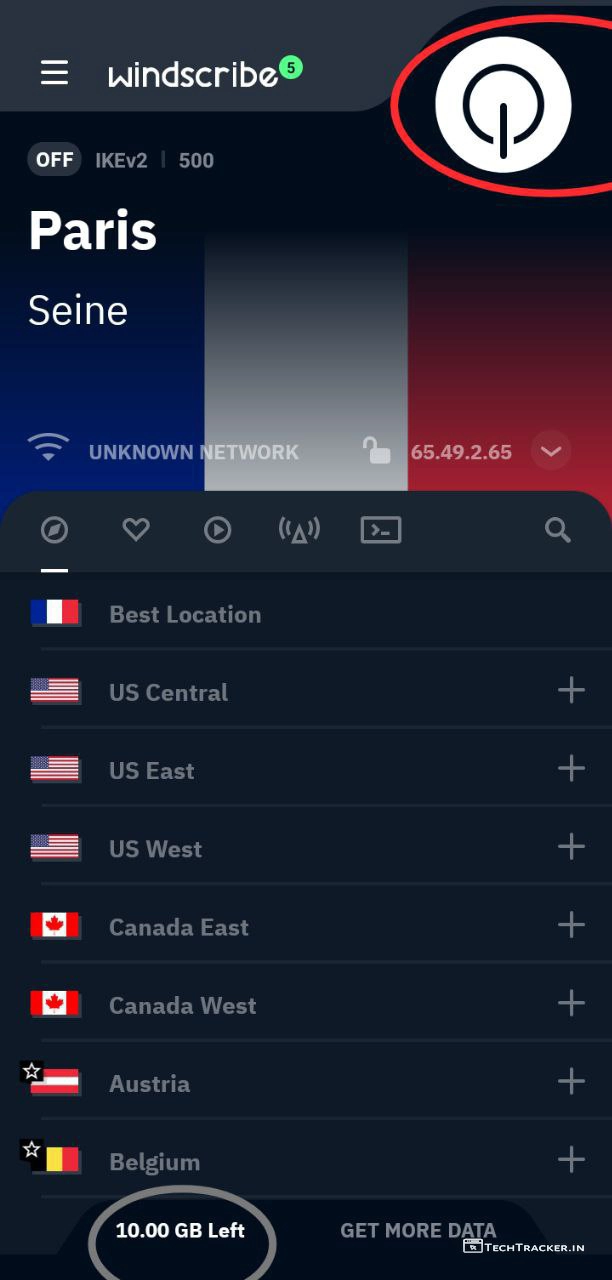 windscribe 5
OFF IKEv2 | 500
Paris
Seine
UNKNOWN NETWORK 65.49.2.65
Best Location
US Central
US East
US West
Canada East
Canada West
Austria
Belgium
10.00 GB Left GET MORE DATA
TECHTRACKER.IN